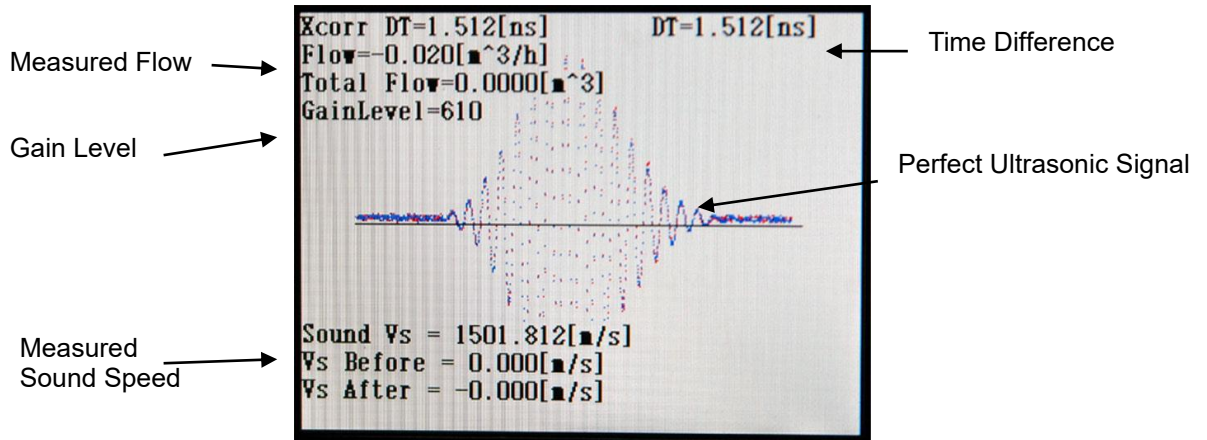 Xcorr DT=1.512[ns] DT=1.512[ns]
Flow=-0.020[m^3/h]
Total Flow=0.0000[m^3]
GainLevel=610
Sound Vs = 1501.812[m/s]
Vs Before = 0.000[m/s]
Vs After = -0.000[m/s]
Measured Flow
Gain Level
Measured
Sound Speed
Time Difference
Perfect Ultrasonic Signal